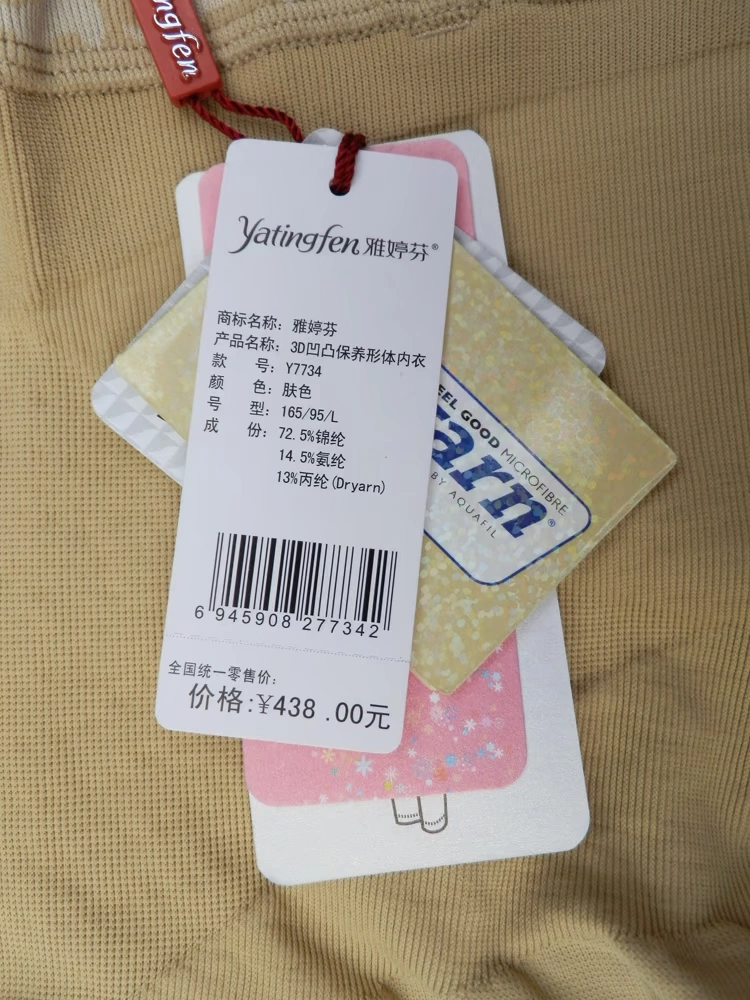 ngfen
Yatingfen 雅婷芬®
商标名称: 雅婷芬
产品名称: 3D凹凸保养形体内衣
款 号: Y7734
颜 色: 肤色
号 型: 165/95/L
成 份: 72.5%锦纶
14.5%氨纶
13%丙纶(Dryarn)
6 945908 277342
全国统一零售价:
价格:¥438.00元
EEL GOOD MICROFIBRE
arn®
BY AQUAFIL